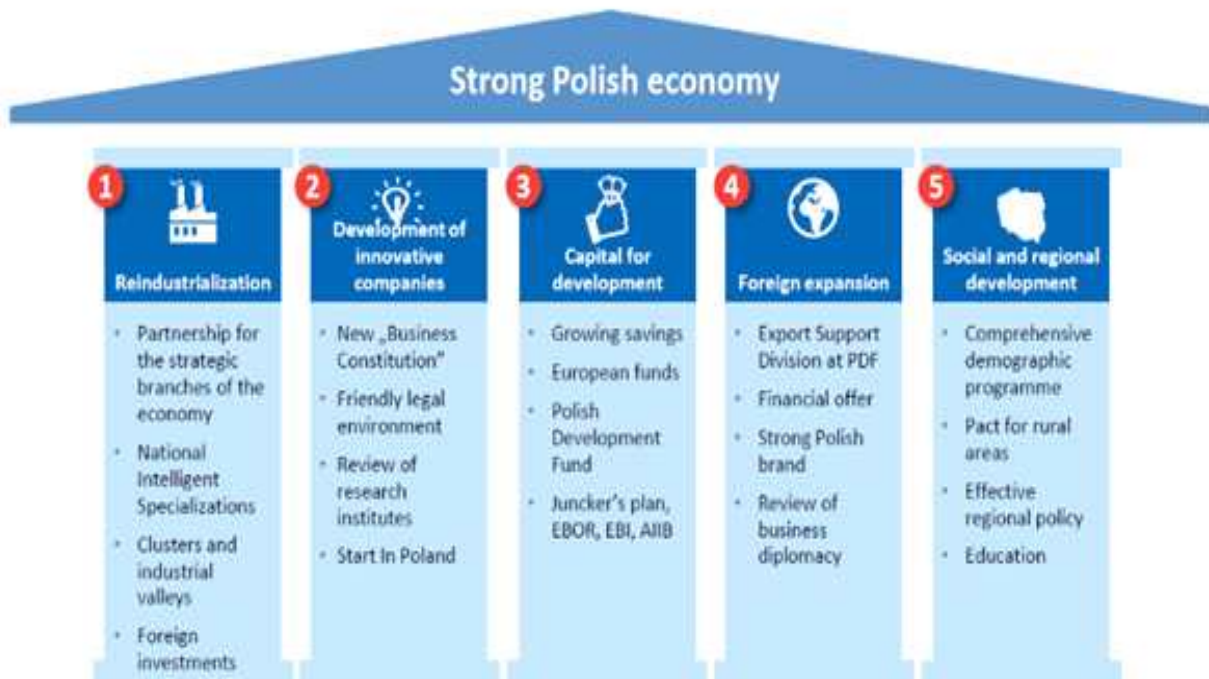 Strong Polish economy
1
Reindustrialization
• Partnership for
the strategic
branches of the
economy
• National
Intelligent
Specializations
• Clusters and
industrial
valleys
• Foreign
investments
2
Development of
innovative
companies
• New „Business
Constitution"
• Friendly legal
environment
• Review of
research
institutes
• Start In Poland
3
Capital for
development
• Growing savings
• European funds
• Polish
Development
Fund
• Juncker's plan,
EBOR, EBI, AIIB
4
Foreign expansion
• Export Support
Division at PDF
• Financial offer
• Strong Polish
brand
• Review of
business
diplomacy
5
Social and regional
development
• Comprehensive
demographic
programme
• Pact for rural
areas
• Effective
regional policy
• Education